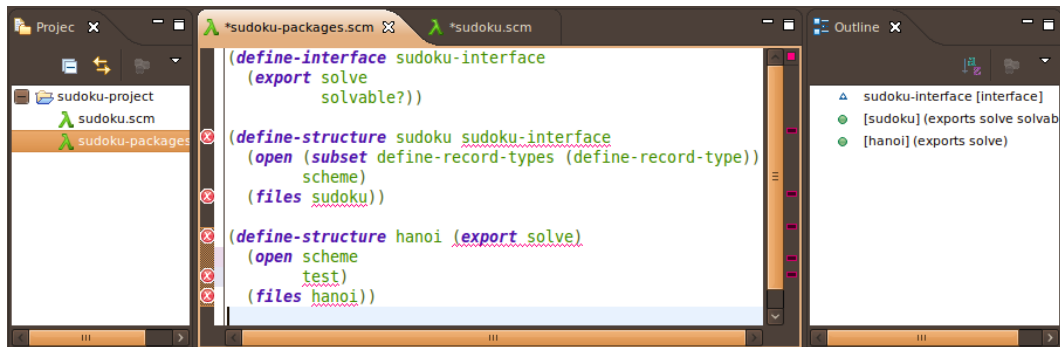 Projec
*sudoku-packages.scm
*sudoku.scm
Outline
sudoku-project
sudoku.scm
sudoku-packages
(define-interface sudoku-interface
(export solve
solvable?))
(define-structure sudoku sudoku-interface
(open (subset define-record-types (define-record-type))
scheme)
(files sudoku))
(define-structure hanoi (export solve)
(open scheme
test)
(files hanoi))
sudoku-interface [interface]
[sudoku] (exports solve solvab
[hanoi] (exports solve)